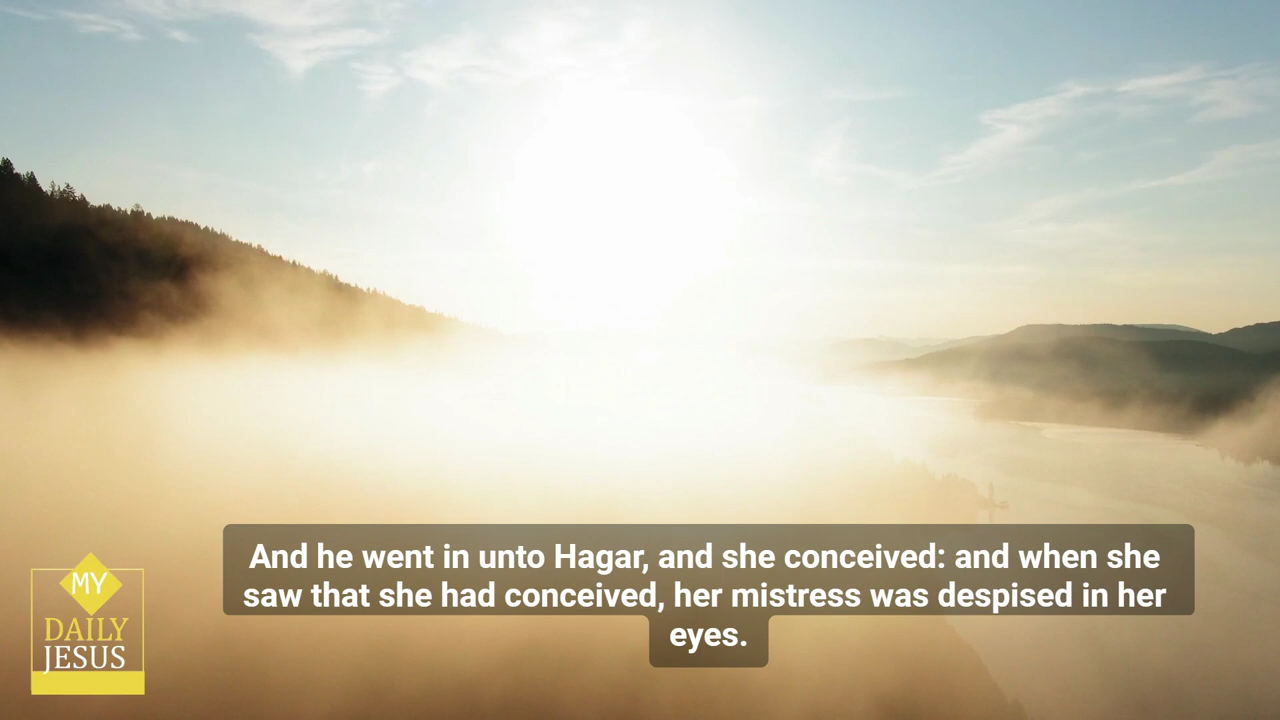 And he went in unto Hagar, and she conceived: and when she
saw that she had conceived, her mistress was despised in her
eyes.
MY
DAILY
JESUS